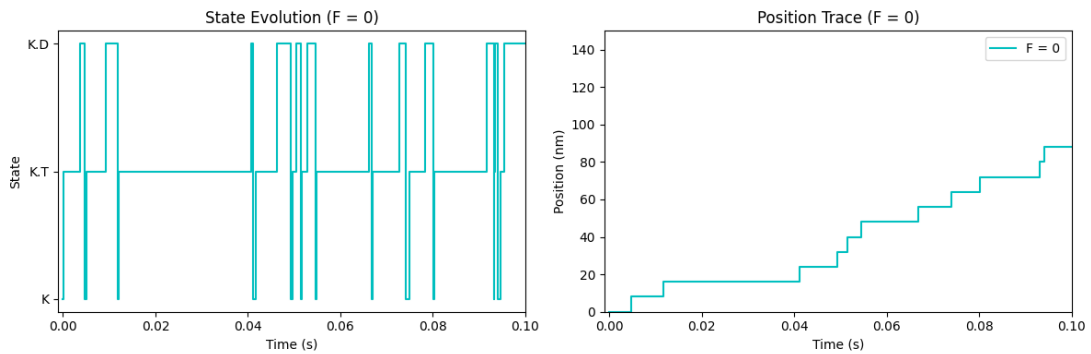 State Evolution (F = 0)
K.D
K.T
K
State
0.00 0.02 0.04 0.06 0.08 0.10
Time (s)
Position Trace (F = 0)
F = 0
140
120
100
80
60
40
20
0
Position (nm)
0.00 0.02 0.04 0.06 0.08 0.10
Time (s)